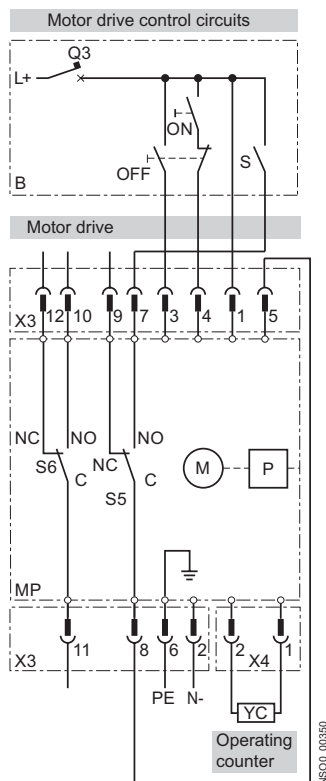 Motor drive control circuits
Q3
L+
ON
OFF
S
B
Motor drive
X3 12 10 9 7 3 4 1 5
NC NO
S6 C
NC NO
S5 C
M P
MP
X3 11 8 6 2 2 X4 1
PE N-
YC
Operating
counter
NSO0_00350